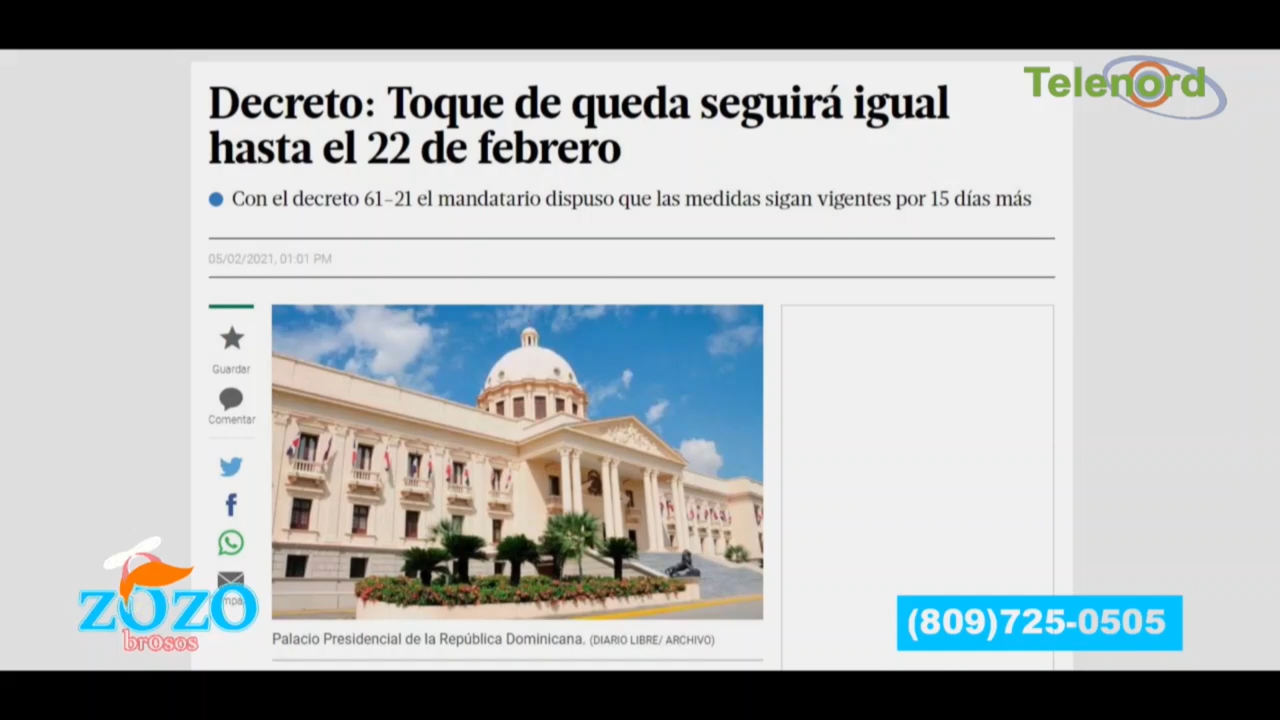 Telenord
Decreto: Toque de queda seguirá igual
hasta el 22 de febrero
Con el decreto 61-21 el mandatario dispuso que las medidas sigan vigentes por 15 días más
05/02/2021, 01:01 PM
Guardar
Comentar
ZOZO
brosos
(809)725-0505
Palacio Presidencial de la República Dominicana. (DIARIO LIBRE/ ARCHIVO)